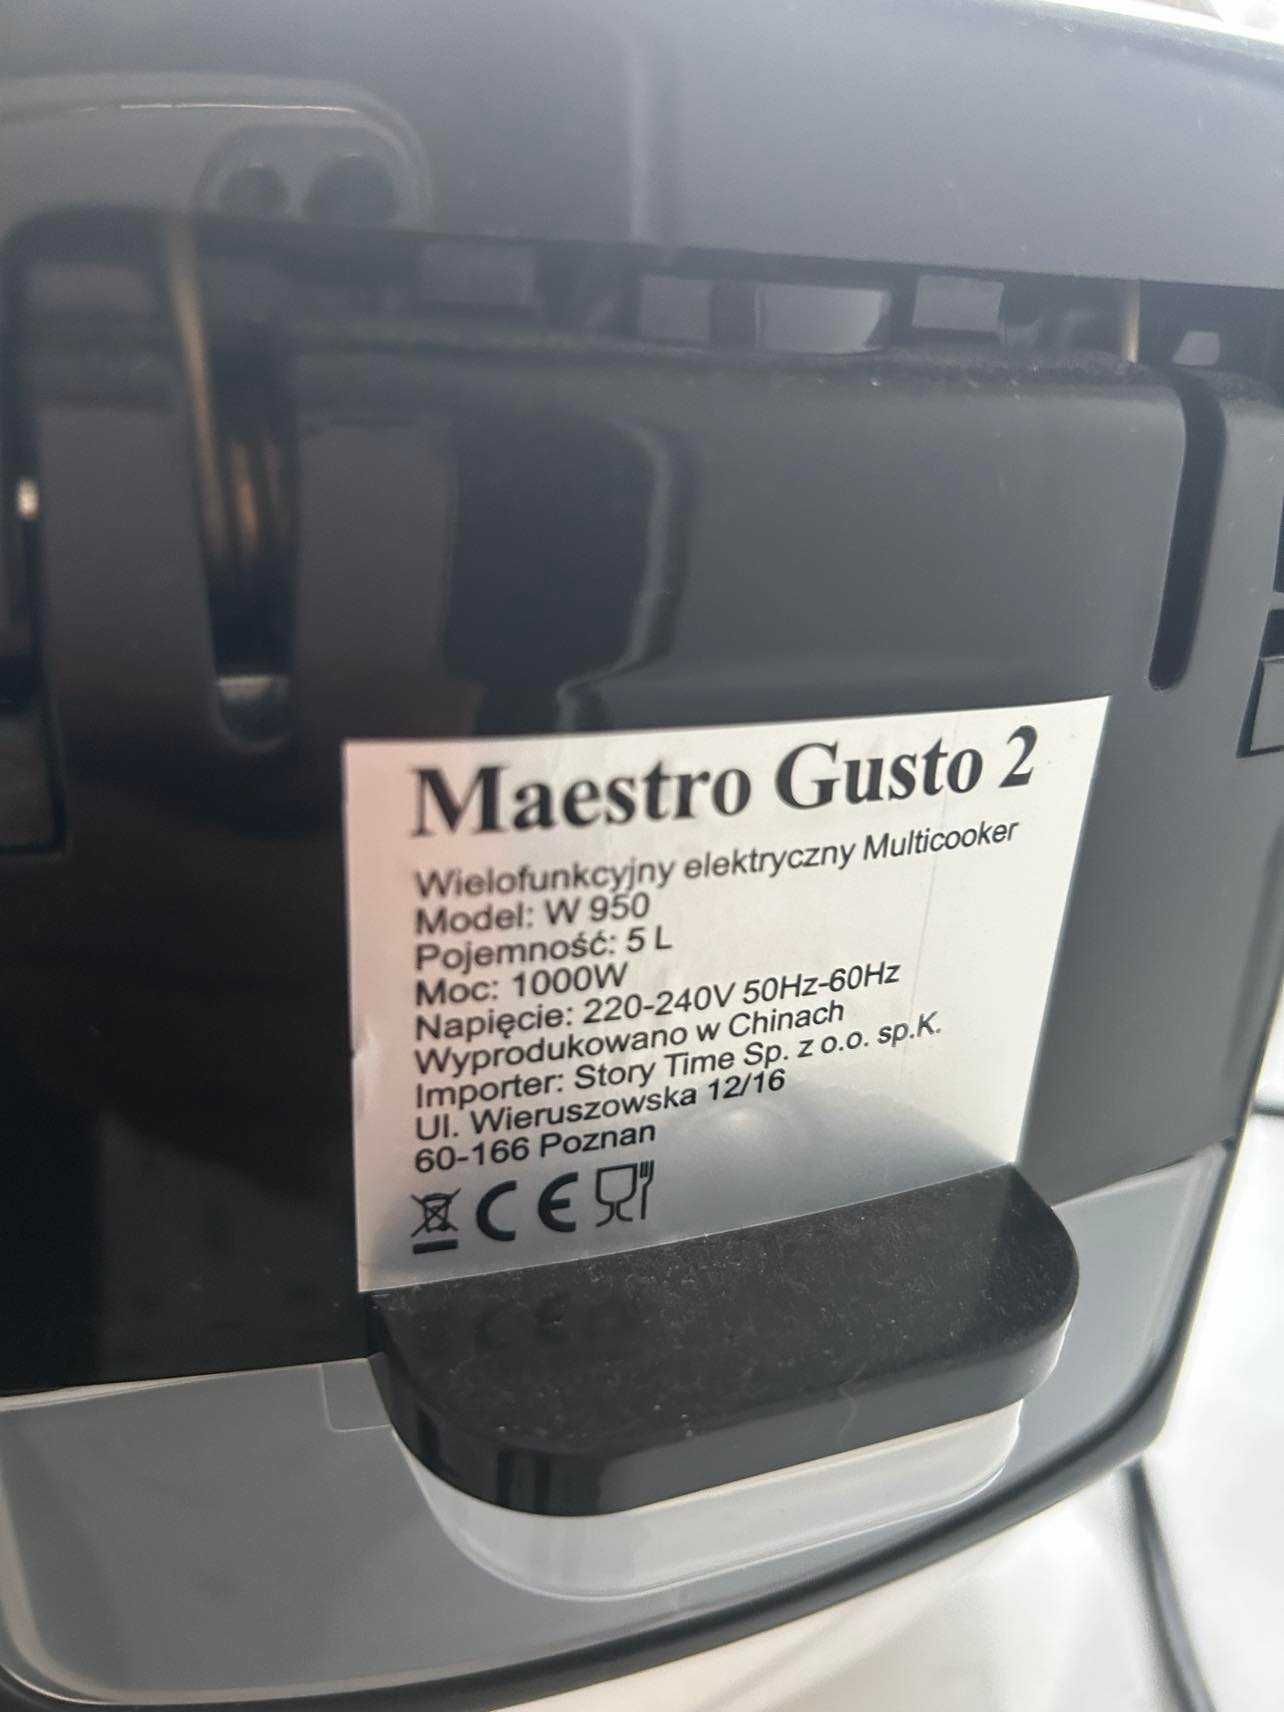 Maestro Gusto 2
Wielofunkcyjny elektryczny Multicooker
Model: W 950
Pojemność: 5 L
Moc: 1000W
Napięcie: 220-240V 50Hz-60Hz
Wyprodukowano w Chinach
Importer: Story Time Sp. z o.o. sp.K.
Ul. Wieruszowska 12/16
60-166 Poznan
CE